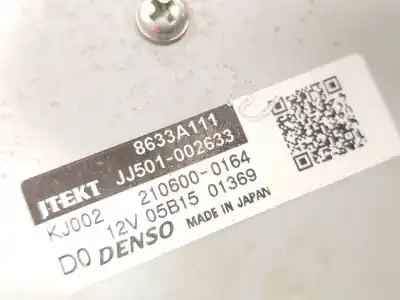 JTEKT 8633A111
JJ501-002633
KJ002 210600-0164
12V 05B15 01369
D0 DENSO MADE IN JAPAN